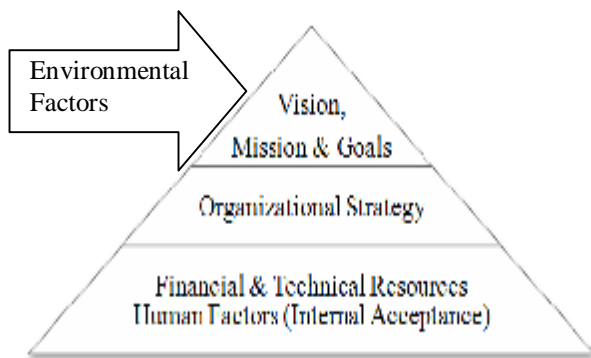 Environmental
Factors
Vision,
Mission & Goals
Organizational Strategy
Financial & Technical Resources
Human Factors (Internal Acceptance)